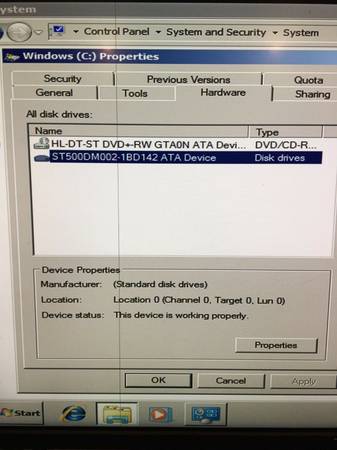 ystem
Control Panel
System and Security
System
Windows (C:) Properties
Security Previous Versions Quota
General Tools Hardware Sharing
All disk drives:
Name Type
HL-DT-ST DVD+-RW GTA0N ATA Devi... DVD/CD-R...
ST500DM002-1BD142 ATA Device Disk drives
Device Properties
Manufacturer: (Standard disk drives)
Location: Location 0 (Channel 0, Target 0, Lun 0)
Device status: This device is working properly.
Properties
OK Cancel Apply
Start